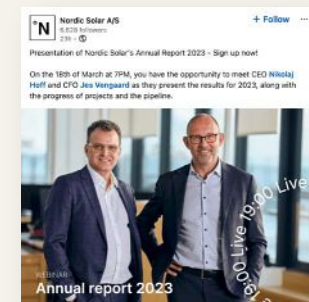 °N
Nordic Solar A/S
6,628 followers
23h •
+ Follow
Presentation of Nordic Solar's Annual Report 2023 – Sign up now!
On the 18th of March at 7PM, you have the opportunity to meet CEO Nikolaj
Hoff and CFO Jes Vengaard as they present the results for 2023, along with
the progress of projects and the pipeline.
Live 19:00 Live
WEBINAR
Annual report 2023